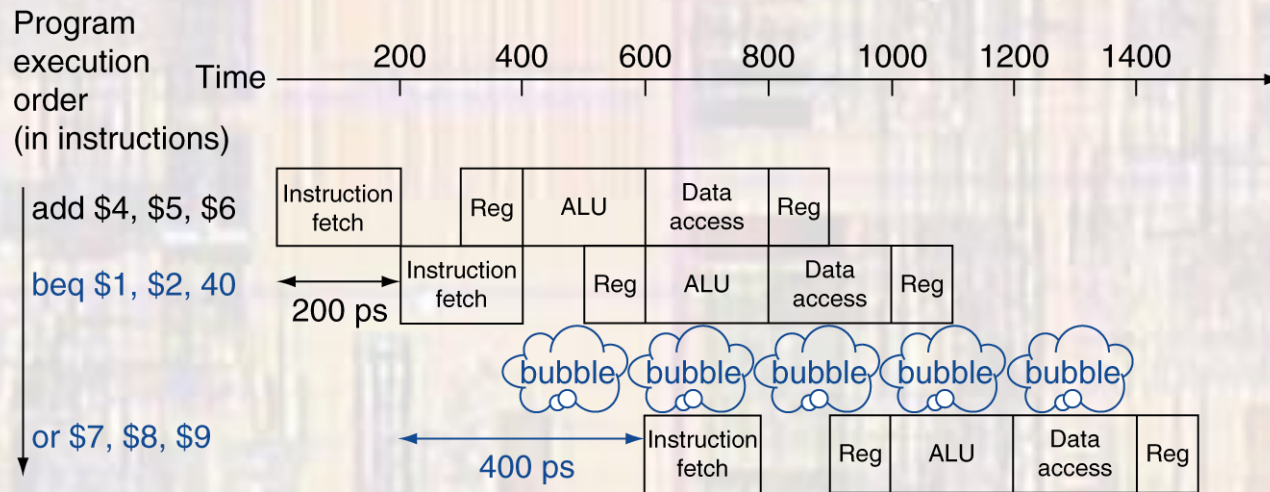 Program
execution
order
(in instructions)
Time
200 400 600 800 1000 1200 1400
add $4, $5, $6
Instruction
fetch
Reg
ALU
Data
access
Reg
beq $1, $2, 40
200 ps
Instruction
fetch
Reg
ALU
Data
access
Reg
bubble bubble bubble bubble bubble
or $7, $8, $9
400 ps
Instruction
fetch
Reg
ALU
Data
access
Reg